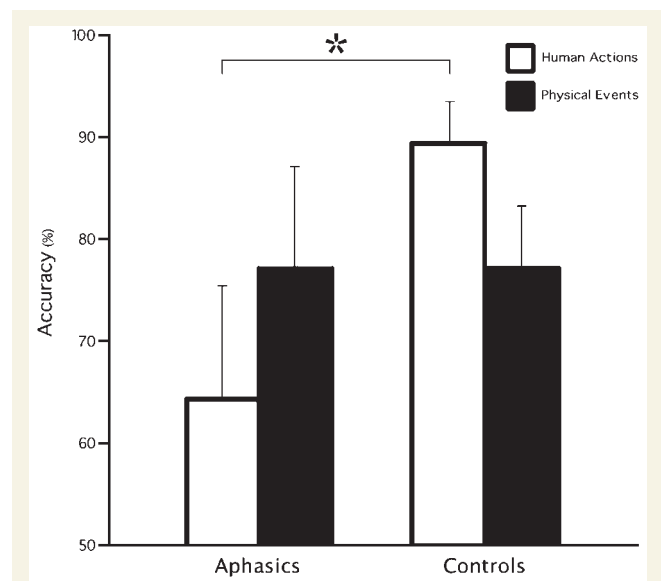 100
90
80
70
60
50
Accuracy (%)
*
Human Actions
Physical Events
Aphasics
Controls